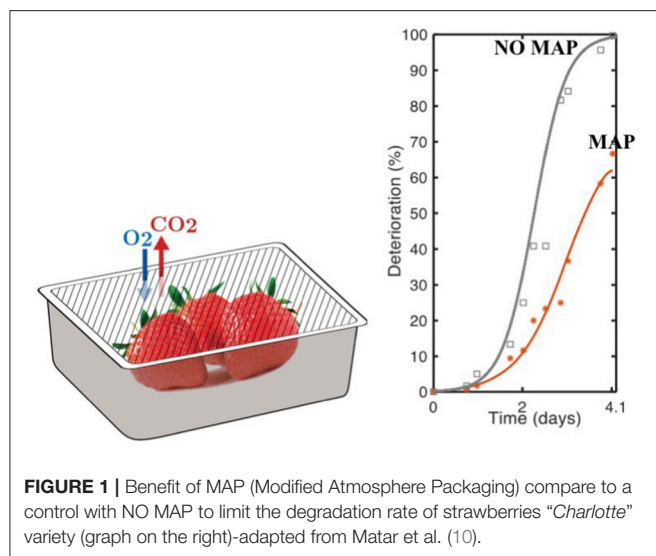 O2
CO2
NO MAP
MAP
Deterioration (%)
100
90
80
70
60
50
40
30
20
10
0
0
2
4.1
Time (days)
FIGURE 1 | Benefit of MAP (Modified Atmosphere Packaging) compare to a
control with NO MAP to limit the degradation rate of strawberries “Charlotte”
variety (graph on the right)-adapted from Matar et al. (10).